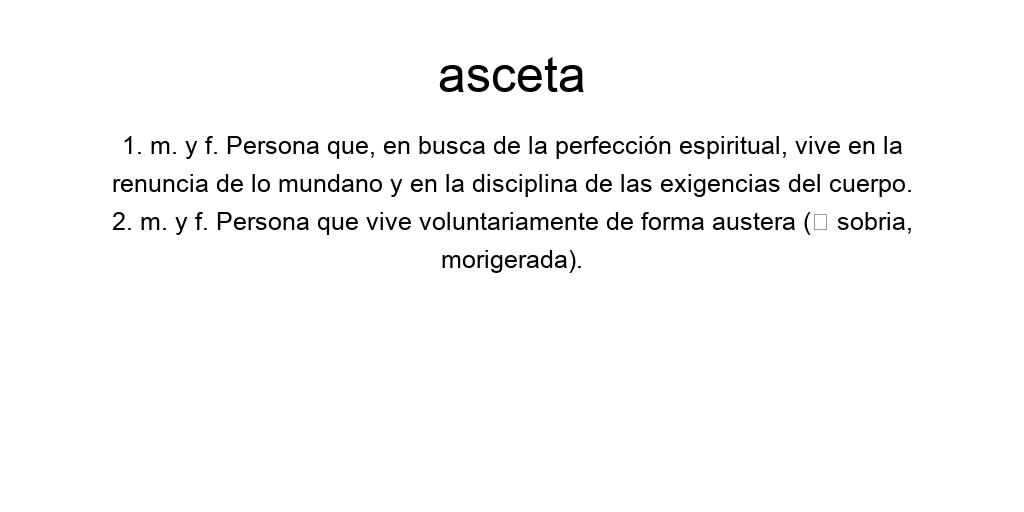 asceta
1. m. y f. Persona que, en busca de la perfección espiritual, vive en la
renuncia de lo mundano y en la disciplina de las exigencias del cuerpo.
2. m. y f. Persona que vive voluntariamente de forma austera (□ sobria,
morigerada).